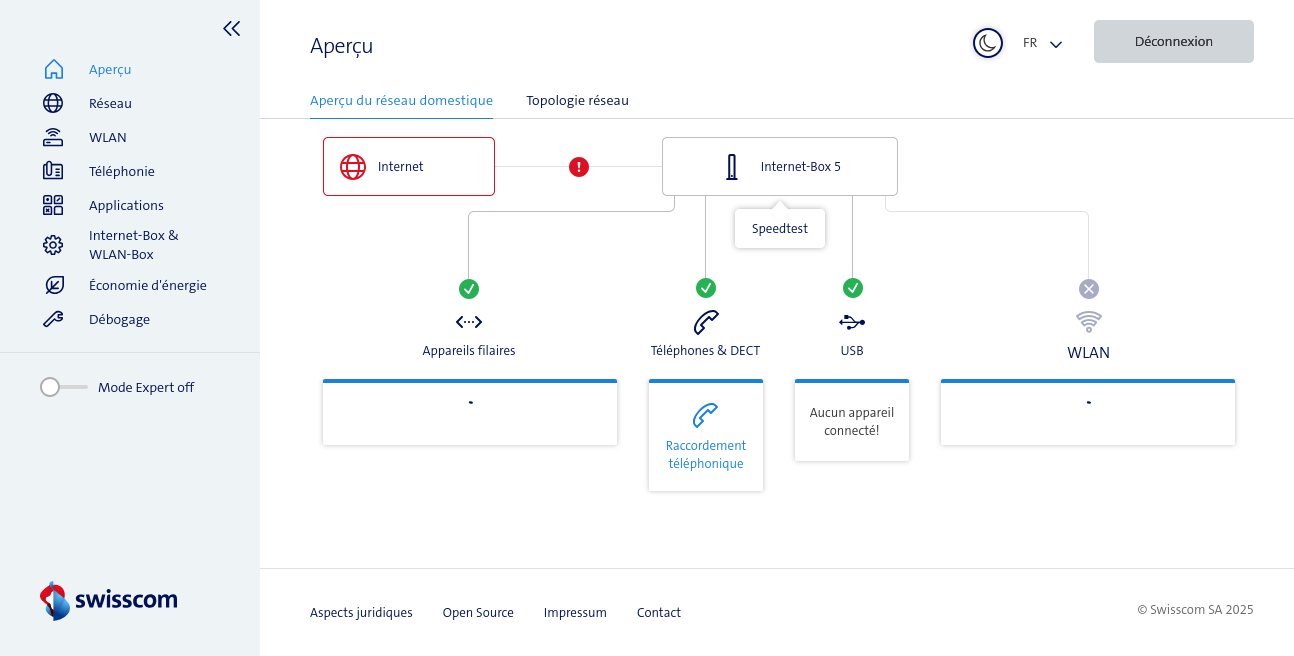 Aperçu
Réseau
WLAN
Téléphonie
Applications
Internet-Box &
WLAN-Box
Économie d'énergie
Débogage
Mode Expert off
swisscom
Aperçu
FR
Déconnexion
Aperçu du réseau domestique
Topologie réseau
Internet
!
Internet-Box 5
Speedtest
Appareils filaires
Téléphones & DECT
USB
WLAN
-
Raccordement
téléphonique
Aucun appareil
connecté!
-
Aspects juridiques
Open Source
Impressum
Contact
© Swisscom SA 2025